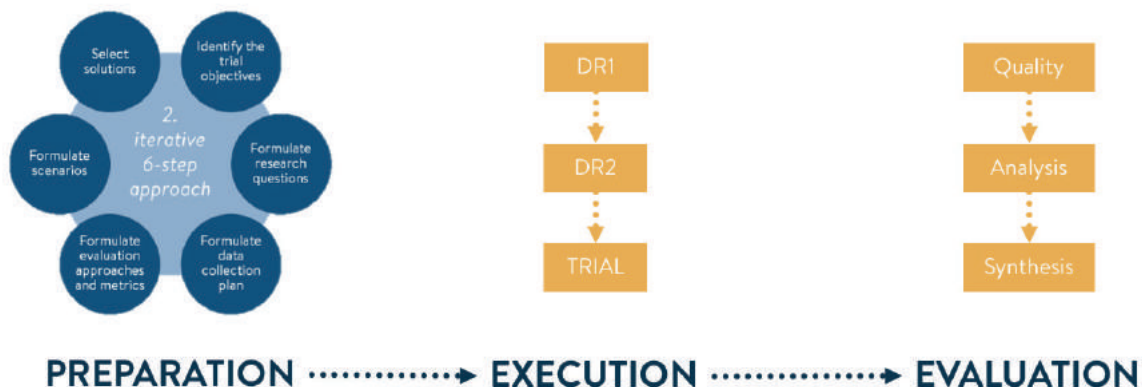 Select
solutions
Identify the
trial
objectives
2.
iterative
6-step
approach
Formulate
scenarios
Formulate
research
questions
Formulate
evaluation
approaches
and metrics
Formulate
data
collection
plan
DR1
DR2
TRIAL
Quality
Analysis
Synthesis
PREPARATION EXECUTION EVALUATION